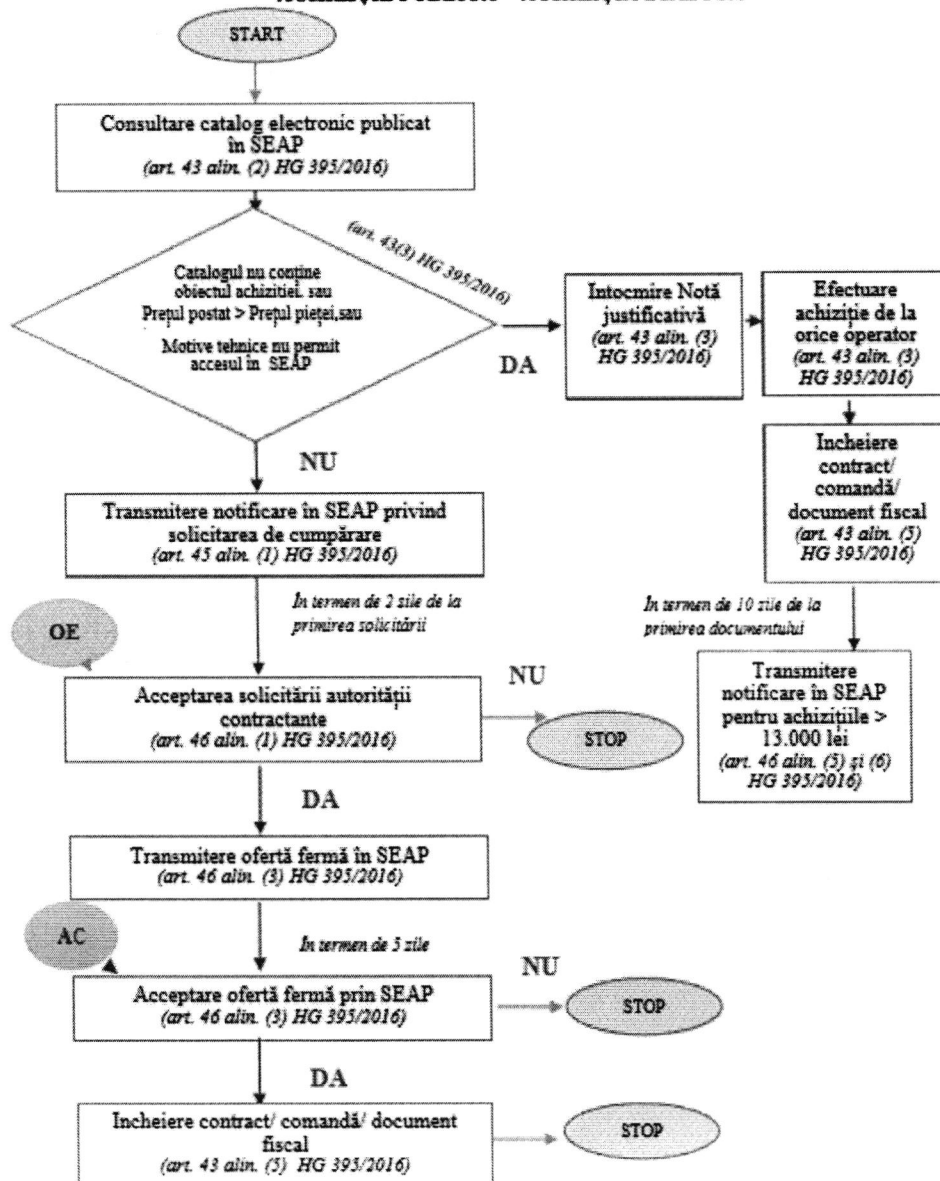 START
Consultare catalog electronic publicat
în SEAP
(art. 43 alin. (2) HG 395/2016)
(art. 43(3) HG 395/2016)
Catalogul nu conține
obiectul achizitiei. sau
Prețul postat > Prețul pieței,sau
Motive tehnice nu permit
accesul in SEAP
DA
Intocmire Notă
justificativă
(art. 43 alin. (3)
HG 395/2016)
Efectuare
achiziție de la
orice operator
(art. 43 alin. (3)
HG 395/2016)
NU
Incheiere
contract/
comandă/
document fiscal
(art. 43 alin. (5)
HG 395/2016)
Transmitere notificare în SEAP privind
solicitarea de cumpărare
(art. 45 alin. (1) HG 395/2016)
In termen de 2 zile de la
primirea solicitării
In termen de 10 zile de la
primirea documentului
OE
Acceptarea solicitării autorității
contractante
(art. 46 alin. (1) HG 395/2016)
NU
STOP
Transmitere
notificare în SEAP
pentru achizițiile >
13.000 lei
(art. 46 alin. (5) și (6)
HG 395/2016)
DA
Transmitere ofertă fermă în SEAP
(art. 46 alin. (3) HG 395/2016)
AC
In termen de 5 zile
Acceptare ofertă fermă prin SEAP
(art. 46 alin. (3) HG 395/2016)
NU
STOP
DA
Incheiere contract/ comandă/ document
fiscal
(art. 43 alin. (5) HG 395/2016)
STOP